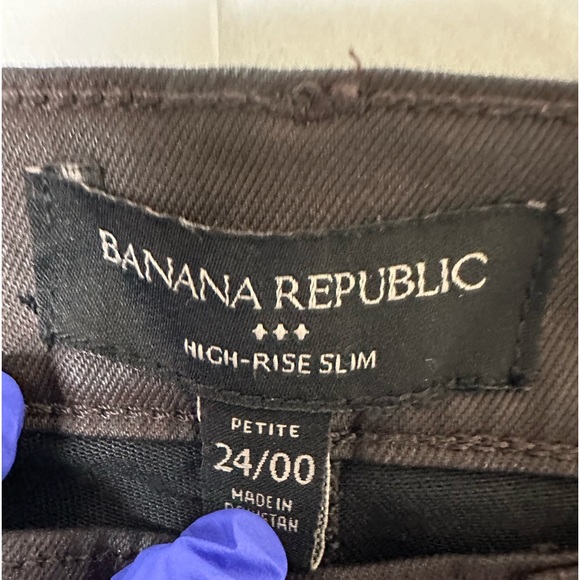 BANANA REPUBLIC
HIGH-RISE SLIM
PETITE
24/00
MADE IN